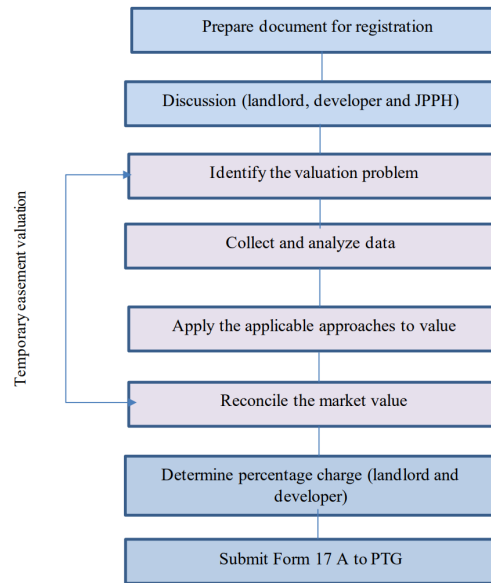 Prepare document for registration
Discussion (landlord, developer and JPPH)
Identify the valuation problem
Collect and analyze data
Apply the applicable approaches to value
Reconcile the market value
Determine percentage charge (landlord and
developer)
Submit Form 17 A to PTG
Temporary easement valuation